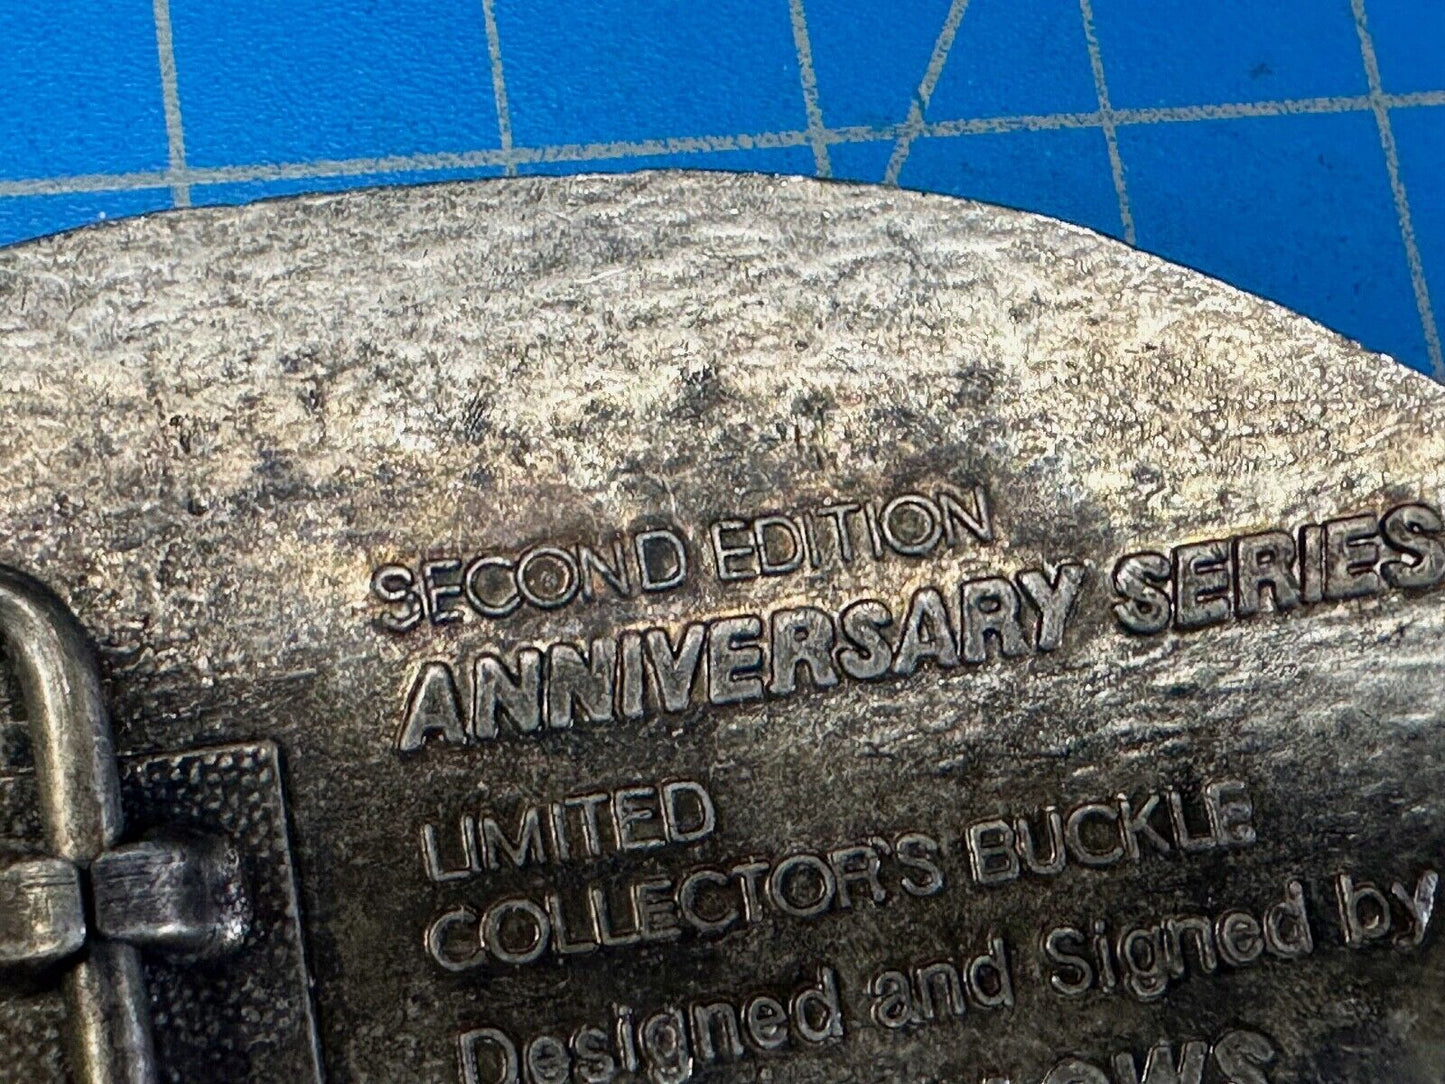 SECOND EDITION
ANNIVERSARY SERIES
LIMITED
COLLECTOR'S BUCKLE
Designed and Signed by